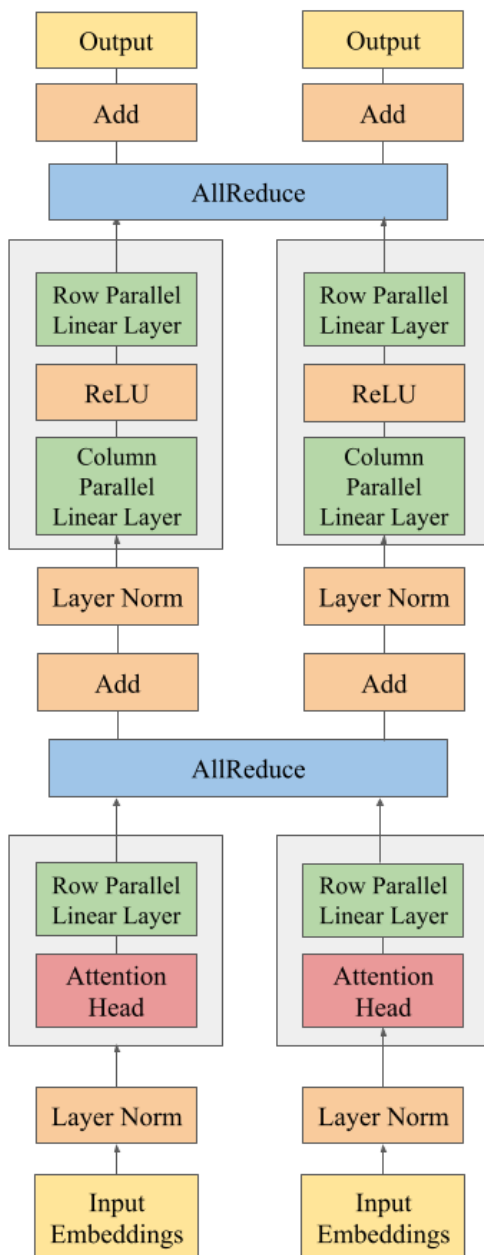 Output
Output
Add
Add
AllReduce
Row Parallel
Linear Layer
Row Parallel
Linear Layer
ReLU
ReLU
Column
Parallel
Linear Layer
Column
Parallel
Linear Layer
Layer Norm
Layer Norm
Add
Add
AllReduce
Row Parallel
Linear Layer
Row Parallel
Linear Layer
Attention
Head
Attention
Head
Layer Norm
Layer Norm
Input
Embeddings
Input
Embeddings